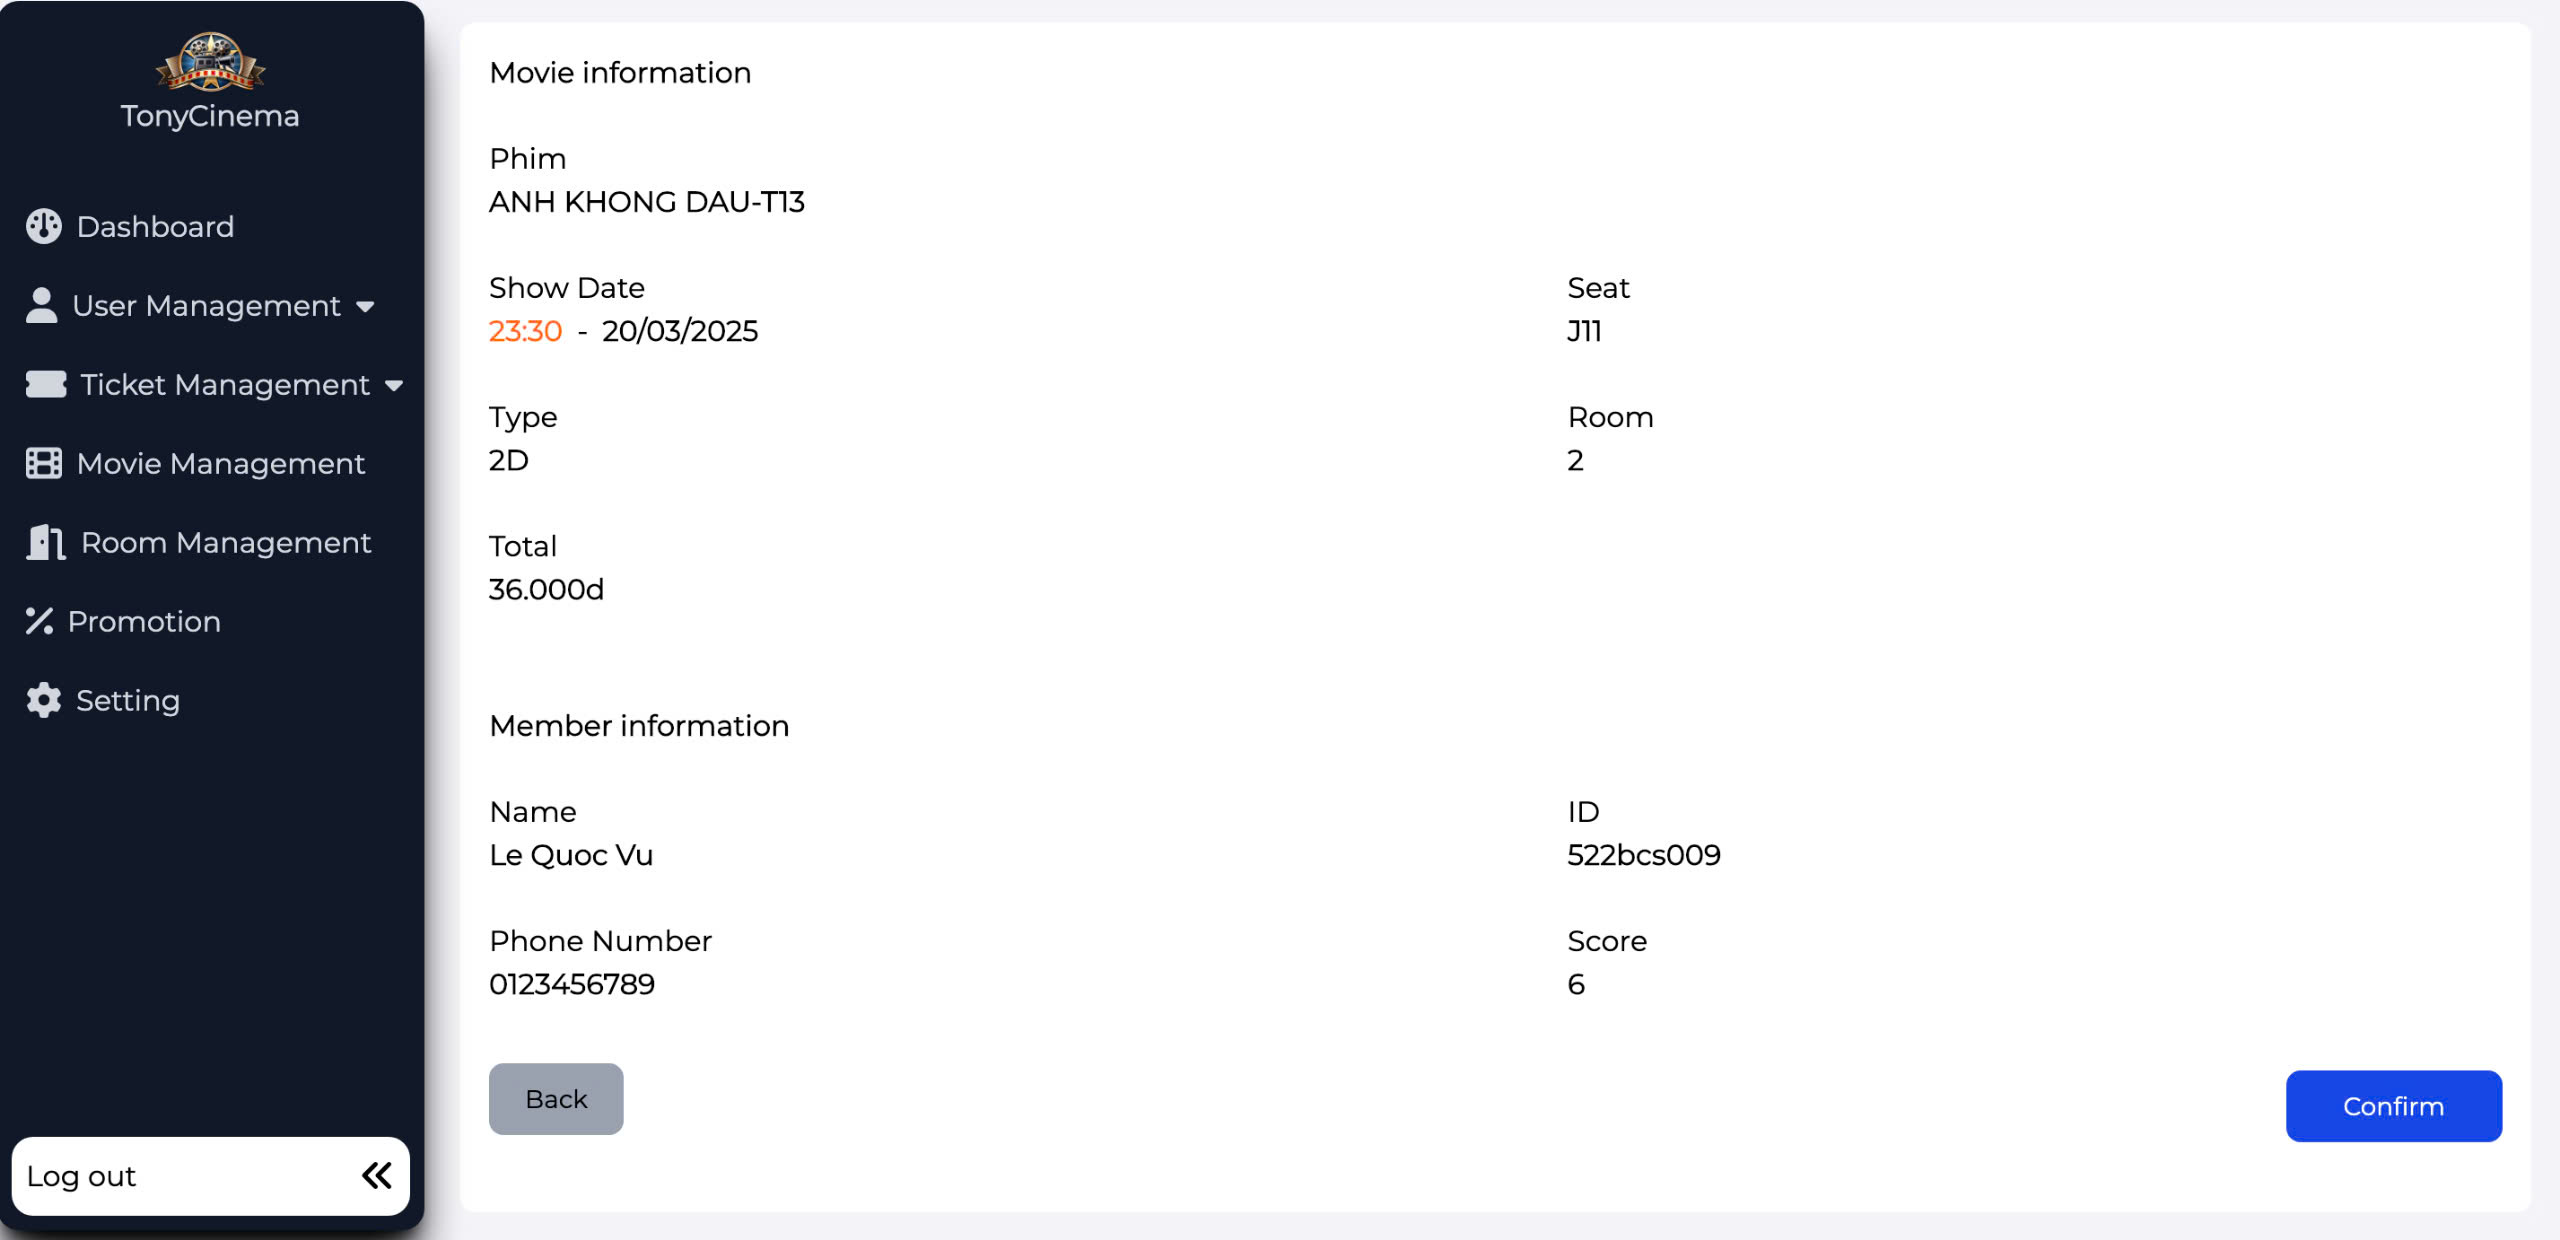 TonyCinema
Dashboard
User Management
Ticket Management
Movie Management
Room Management
Promotion
Setting
Log out
Movie information
Phim
ANH KHONG DAU-T13
Show Date
23:30 - 20/03/2025
Seat
J11
Type
2D
Room
2
Total
36.000d
Member information
Name
Le Quoc Vu
ID
522bcs009
Phone Number
0123456789
Score
6
Back
Confirm